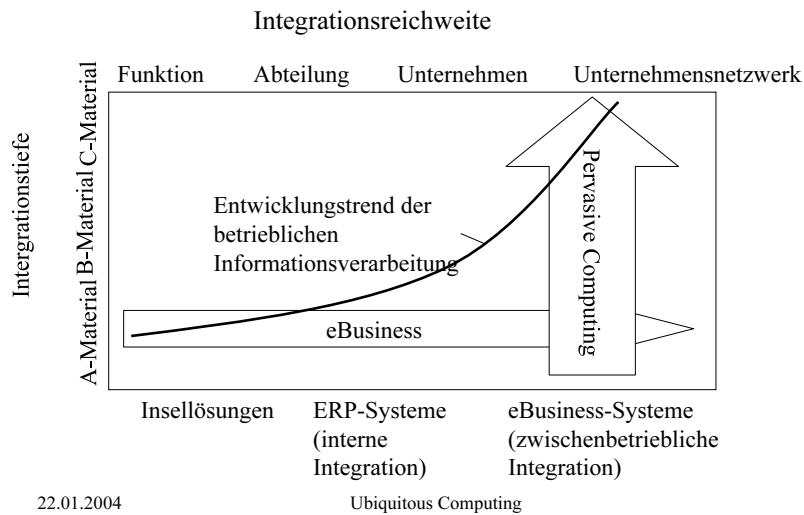 Integrationsreichweite
Funktion Abteilung Unternehmen Unternehmensnetzwerk
Intergrationstiefe
A-Material B-Material C-Material
Entwicklungstrend der
betrieblichen
Informationsverarbeitung
Pervasive Computing
eBusiness
Insellösungen
ERP-Systeme
(interne
Integration)
eBusiness-Systeme
(zwischenbetriebliche
Integration)
22.01.2004
Ubiquitous Computing